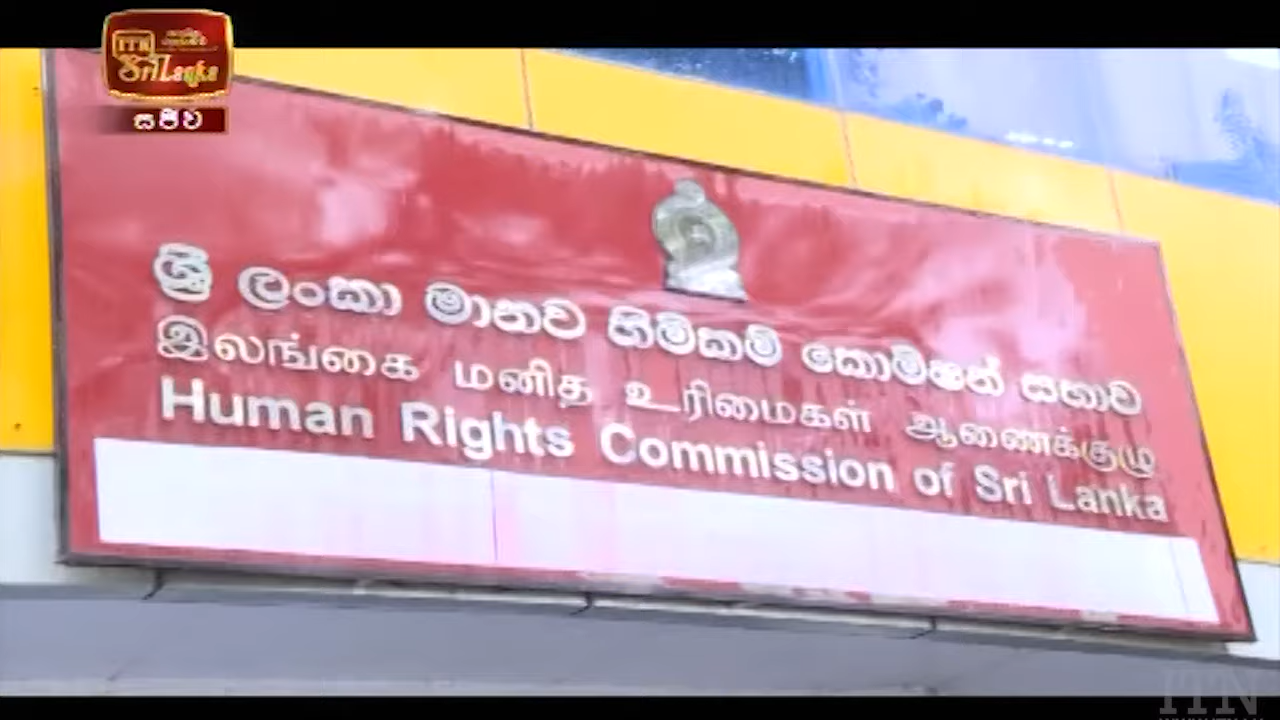 ITN
Sri Lanka
සජීව
ශ්‍රී ලංකා මානව හිමිකම් කොමිෂන් සභාව
இலங்கை மனித உரிமைகள் ஆணைக்குழு
Human Rights Commission of Sri Lanka
ITN